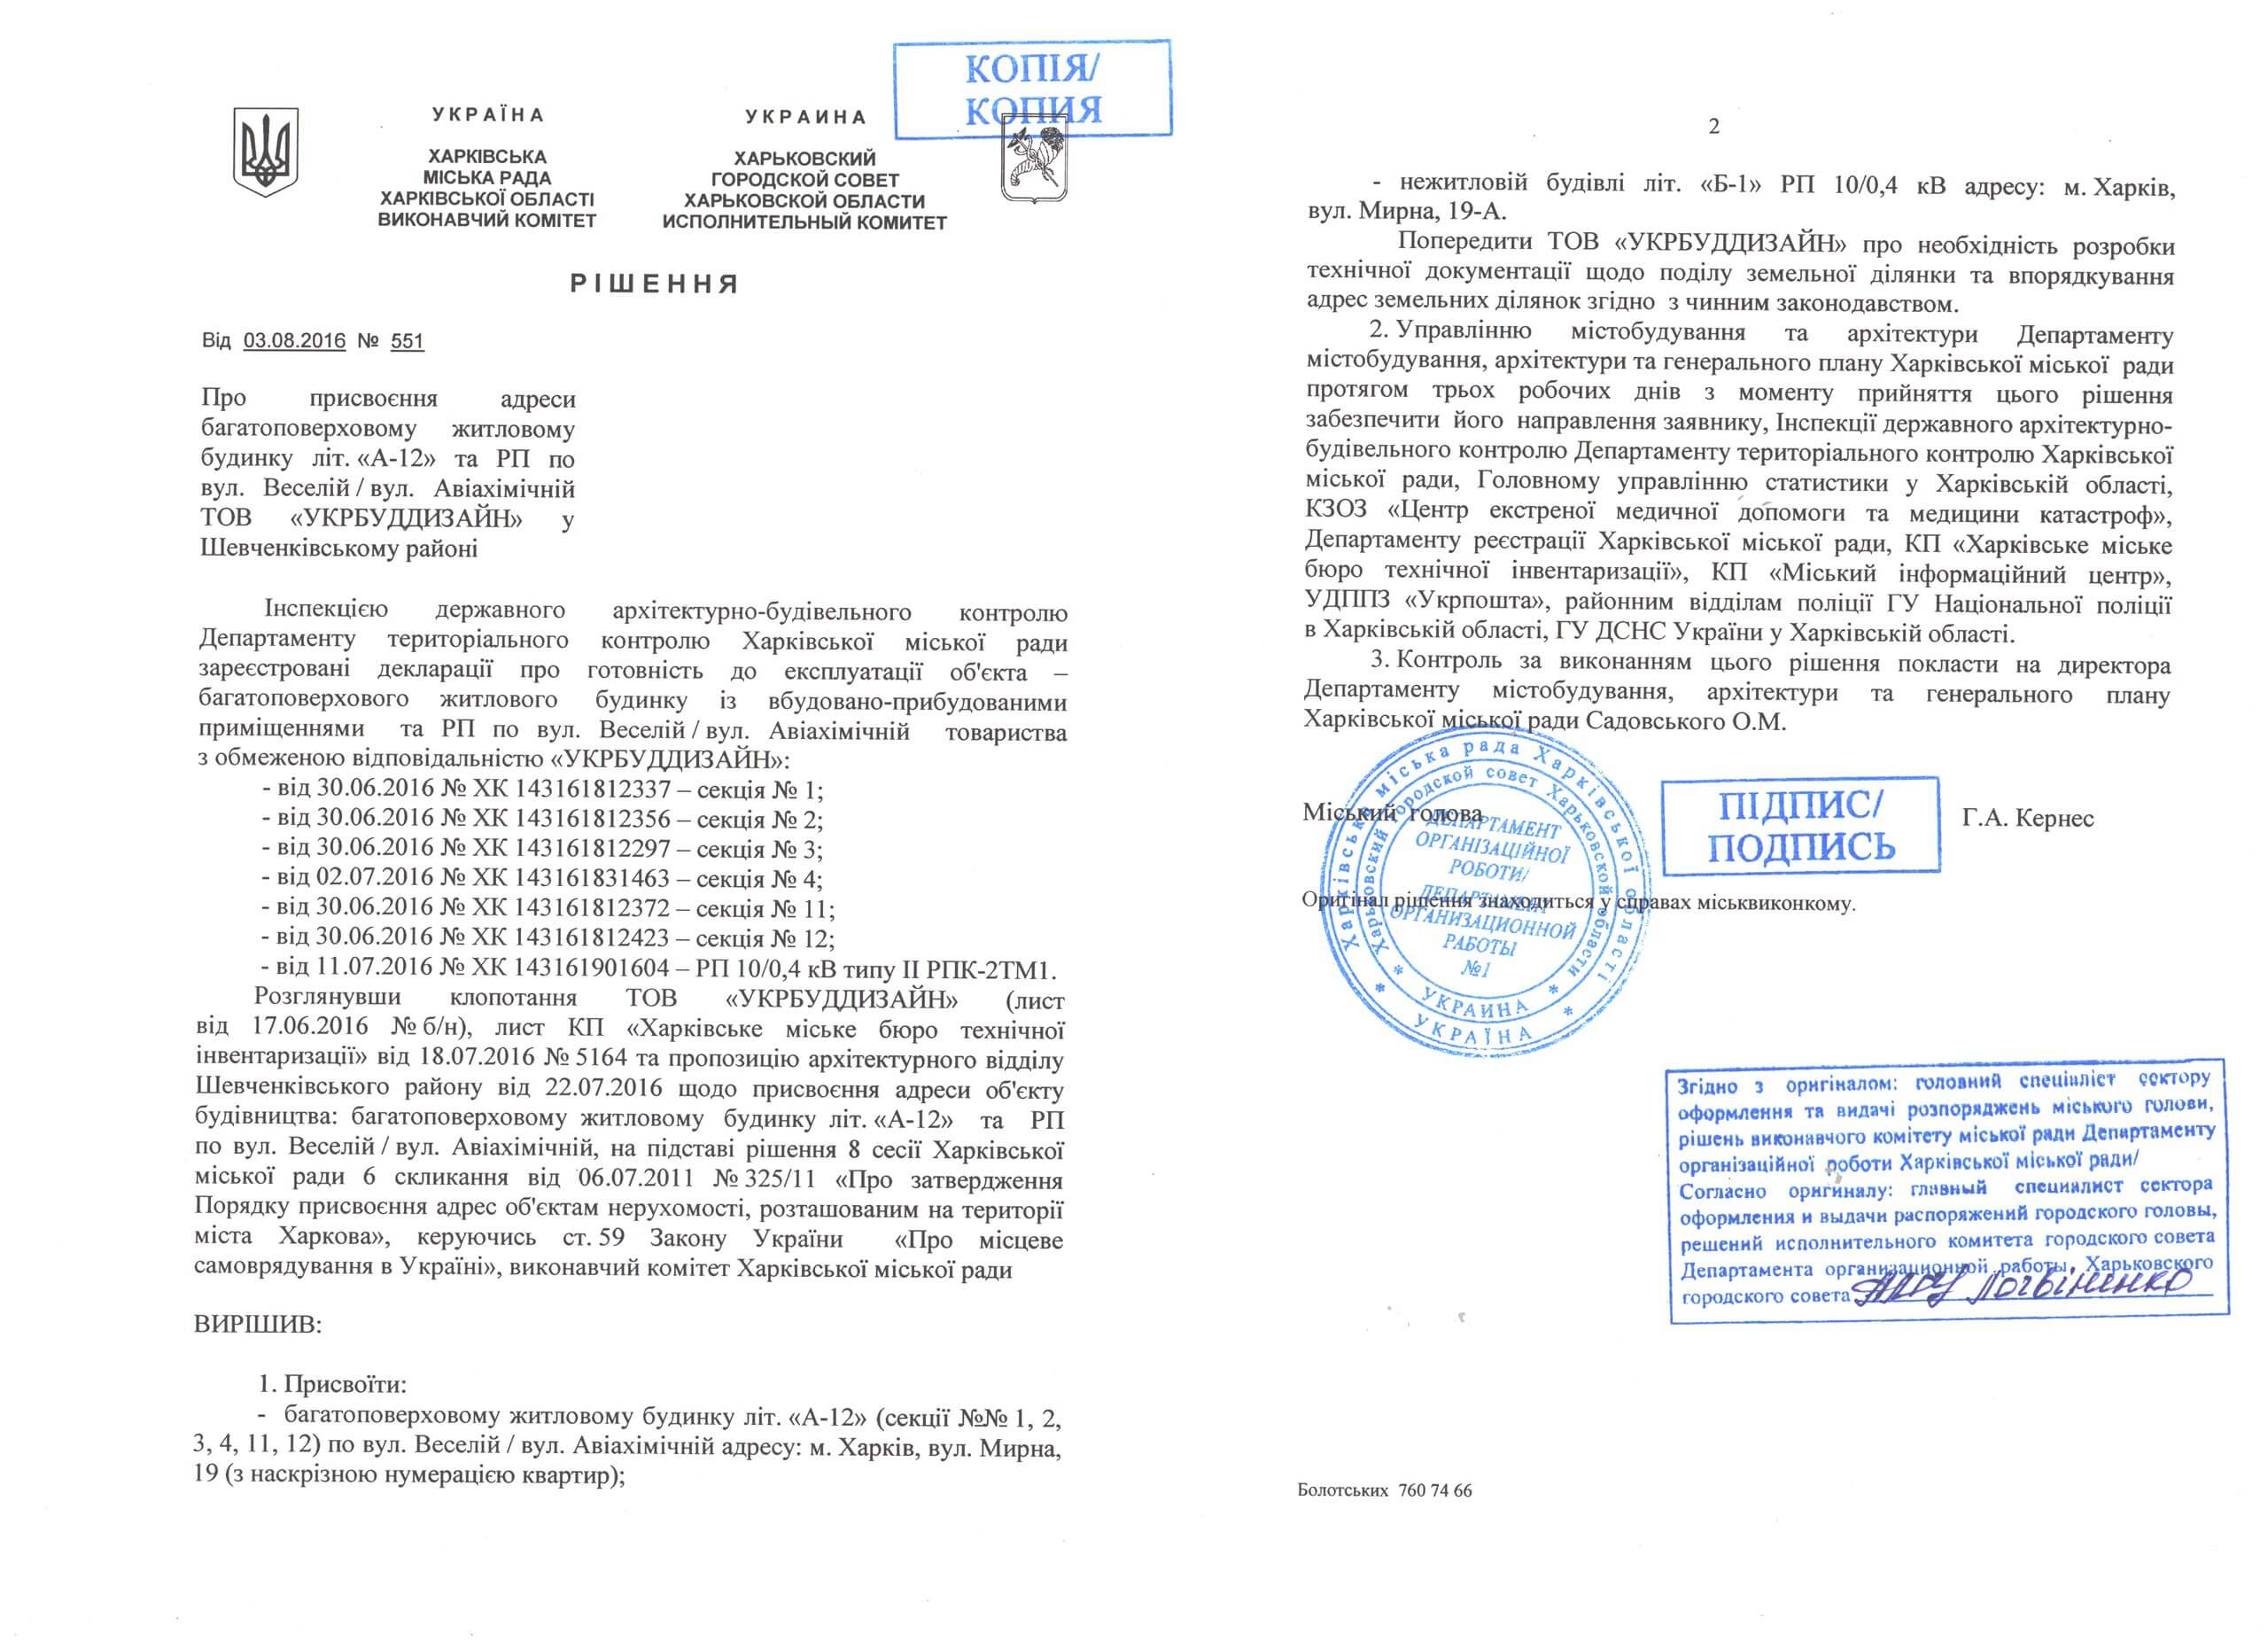 КОПІЯ/
КОПИЯ
УКРАЇНА
ХАРКІВСЬКА
МІСЬКА РАДА
ХАРКІВСЬКОЇ ОБЛАСТІ
ВИКОНАВЧИЙ КОМІТЕТ
УКРАИНА
ХАРЬКОВСКИЙ
ГОРОДСКОЙ СОВЕТ
ХАРЬКОВСКОЙ ОБЛАСТИ
ИСПОЛНИТЕЛЬНЫЙ КОМИТЕТ
РІШЕННЯ
Від 03.08.2016 № 551
Про присвоєння адреси
багатоповерховому житловому
будинку літ. «А-12» та РП по
вул. Веселій / вул. Авіахімічній
ТОВ «УКРБУДДИЗАЙН» у
Шевченківському районі
Інспекцією державного архітектурно-будівельного контролю
Департаменту територіального контролю Харківської міської ради
зареєстровані декларації про готовність до експлуатації об'єкта –
багатоповерхового житлового будинку із вбудовано-прибудованими
приміщеннями та РП по вул. Веселій / вул. Авіахімічній товариства
з обмеженою відповідальністю «УКРБУДДИЗАЙН»:
- від 30.06.2016 № ХК 143161812337 – секція № 1;
- від 30.06.2016 № ХК 143161812356 – секція № 2;
- від 30.06.2016 № ХК 143161812297 – секція № 3;
- від 02.07.2016 № ХК 143161831463 – секція № 4;
- від 30.06.2016 № ХК 143161812372 – секція № 11;
- від 30.06.2016 № ХК 143161812423 – секція № 12;
- від 11.07.2016 № ХК 143161901604 – РП 10/0,4 кВ типу II РПК-2ТМ1.
Розглянувши клопотання ТОВ «УКРБУДДИЗАЙН» (лист
від 17.06.2016 № б/н), лист КП «Харківське міське бюро технічної
інвентаризації» від 18.07.2016 № 5164 та пропозицію архітектурного відділу
Шевченківського району від 22.07.2016 щодо присвоєння адреси об'єкту
будівництва: багатоповерховому житловому будинку літ. «А-12» та РП
по вул. Веселій / вул. Авіахімічній, на підставі рішення 8 сесії Харківської
міської ради 6 скликання від 06.07.2011 № 325/11 «Про затвердження
Порядку присвоєння адрес об'єктам нерухомості, розташованим на території
міста Харкова», керуючись ст. 59 Закону України «Про місцеве
самоврядування в Україні», виконавчий комітет Харківської міської ради
ВИРІШИВ:
1. Присвоїти:
- багатоповерховому житловому будинку літ. «А-12» (секції №№ 1, 2,
3, 4, 11, 12) по вул. Веселій / вул. Авіахімічній адресу: м. Харків, вул. Мирна,
19 (з наскрізною нумерацією квартир);
2
- нежитловій будівлі літ. «Б-1» РП 10/0,4 кВ адресу: м. Харків,
вул. Мирна, 19-А.
Попередити ТОВ «УКРБУДДИЗАЙН» про необхідність розробки
технічної документації щодо поділу земельної ділянки та впорядкування
адрес земельних ділянок згідно з чинним законодавством.
2. Управлінню містобудування та архітектури Департаменту
містобудування, архітектури та генерального плану Харківської міської ради
протягом трьох робочих днів з моменту прийняття цього рішення
забезпечити його направлення заявнику, Інспекції державного архітектурно-
будівельного контролю Департаменту територіального контролю Харківської
міської ради, Головному управлінню статистики у Харківській області,
КЗОЗ «Центр екстреної медичної допомоги та медицини катастроф»,
Департаменту реєстрації Харківської міської ради, КП «Харківське міське
бюро технічної інвентаризації», КП «Міський інформаційний центр»,
УДППЗ «Укрпошта», районним відділам поліції ГУ Національної поліції
в Харківській області, ГУ ДСНС України у Харківській області.
3. Контроль за виконанням цього рішення покласти на директора
Департаменту містобудування, архітектури та генерального плану
Харківської міської ради Садовського О.М.
Міський голова
ПІДПИС/
ПОДПИСЬ
Г.А. Кернес
Оригінал рішення знаходиться у справах міськвиконкому.
Харківська міська рада Харківської області
Харьковский городской совет Харьковской области
ДЕПАРТАМЕНТ
ОРГАНІЗАЦІЙНОЇ
РОБОТИ/
ДЕПАРТАМЕНТ
ОРГАНИЗАЦИОННОЙ
РАБОТЫ
№1
* УКРАИНА *
* УКРАЇНА *
Згідно з оригіналом: головний спеціаліст сектору
оформлення та видачі розпоряджень міського голови,
рішень виконавчого комітету міської ради Департаменту
організаційної роботи Харківської міської ради/
Согласно оригиналу: главный специалист сектора
оформления и выдачи распоряжений городского головы,
решений исполнительного комитета городского совета
Департамента организационной работы Харьковского
городского совета Логвіненко
Болотських 760 74 66